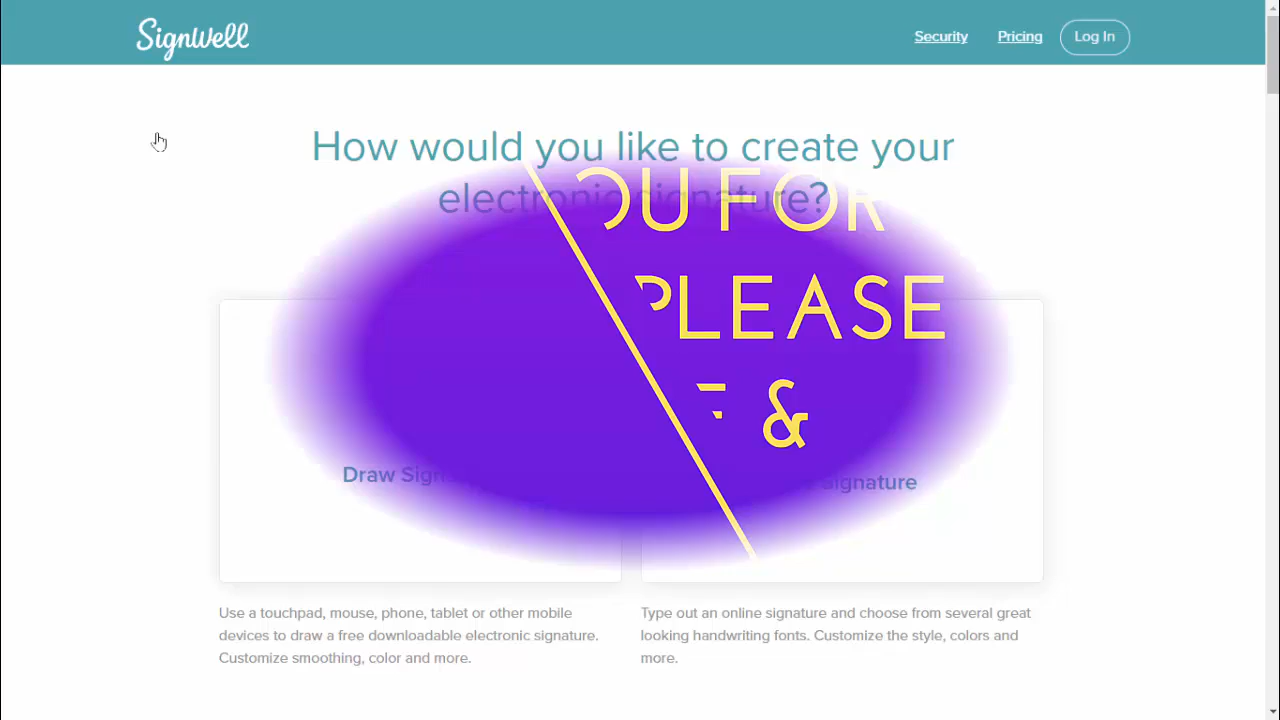 SignWell
Security
Pricing
Log In
How would you like to create your
electronic signature?
OU FOR
PLEASE
&
Draw
Signature
Use a touchpad, mouse, phone, tablet or other mobile
devices to draw a free downloadable electronic signature.
Customize smoothing, color and more.
Type out an online signature and choose from several great
looking handwriting fonts. Customize the style, colors and
more.